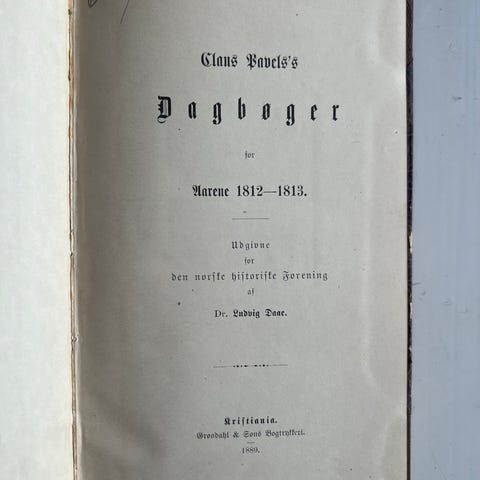 Claus Pavels's
Dagbøger
for
Aarene 1812—1813.
Udgivne
for
den norske historiske Forening
af
Dr. Ludvig Daae.
Kristiania.
Grøndahl & Søns Bogtrykkeri.
1889.